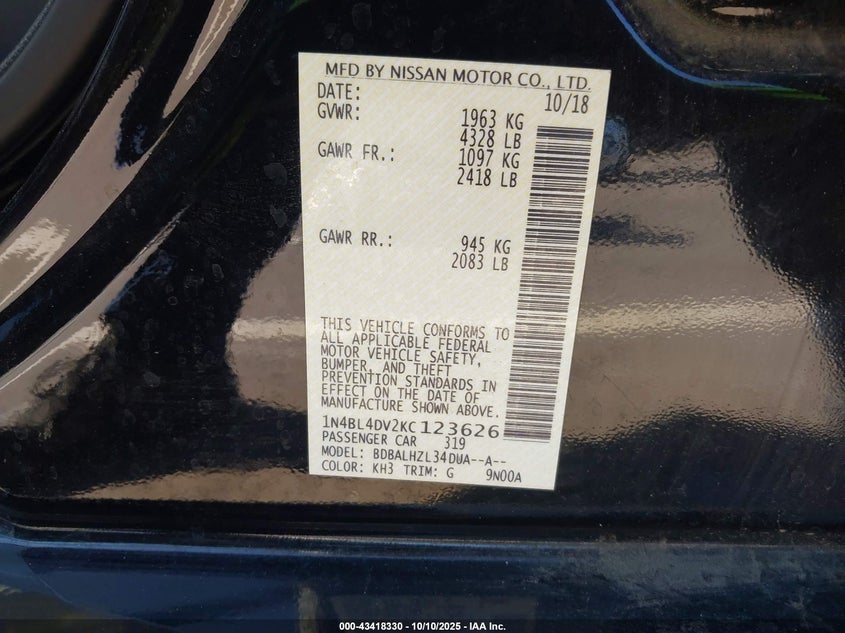 MFD BY NISSAN MOTOR CO., LTD.
DATE: 10/18
GVWR: 1963 KG
4328 LB
GAWR FR.: 1097 KG
2418 LB
GAWR RR.: 945 KG
2083 LB
THIS VEHICLE CONFORMS TO
ALL APPLICABLE FEDERAL
MOTOR VEHICLE SAFETY,
BUMPER, AND THEFT
PREVENTION STANDARDS IN
EFFECT ON THE DATE OF
MANUFACTURE SHOWN ABOVE.
1N4BL4DV2KC123626
PASSENGER CAR 319
MODEL: BDBALHZL34DUA--A--
COLOR: KH3 TRIM: G 9N00A
000-43418330 - 10/10/2025 - IAA Inc.